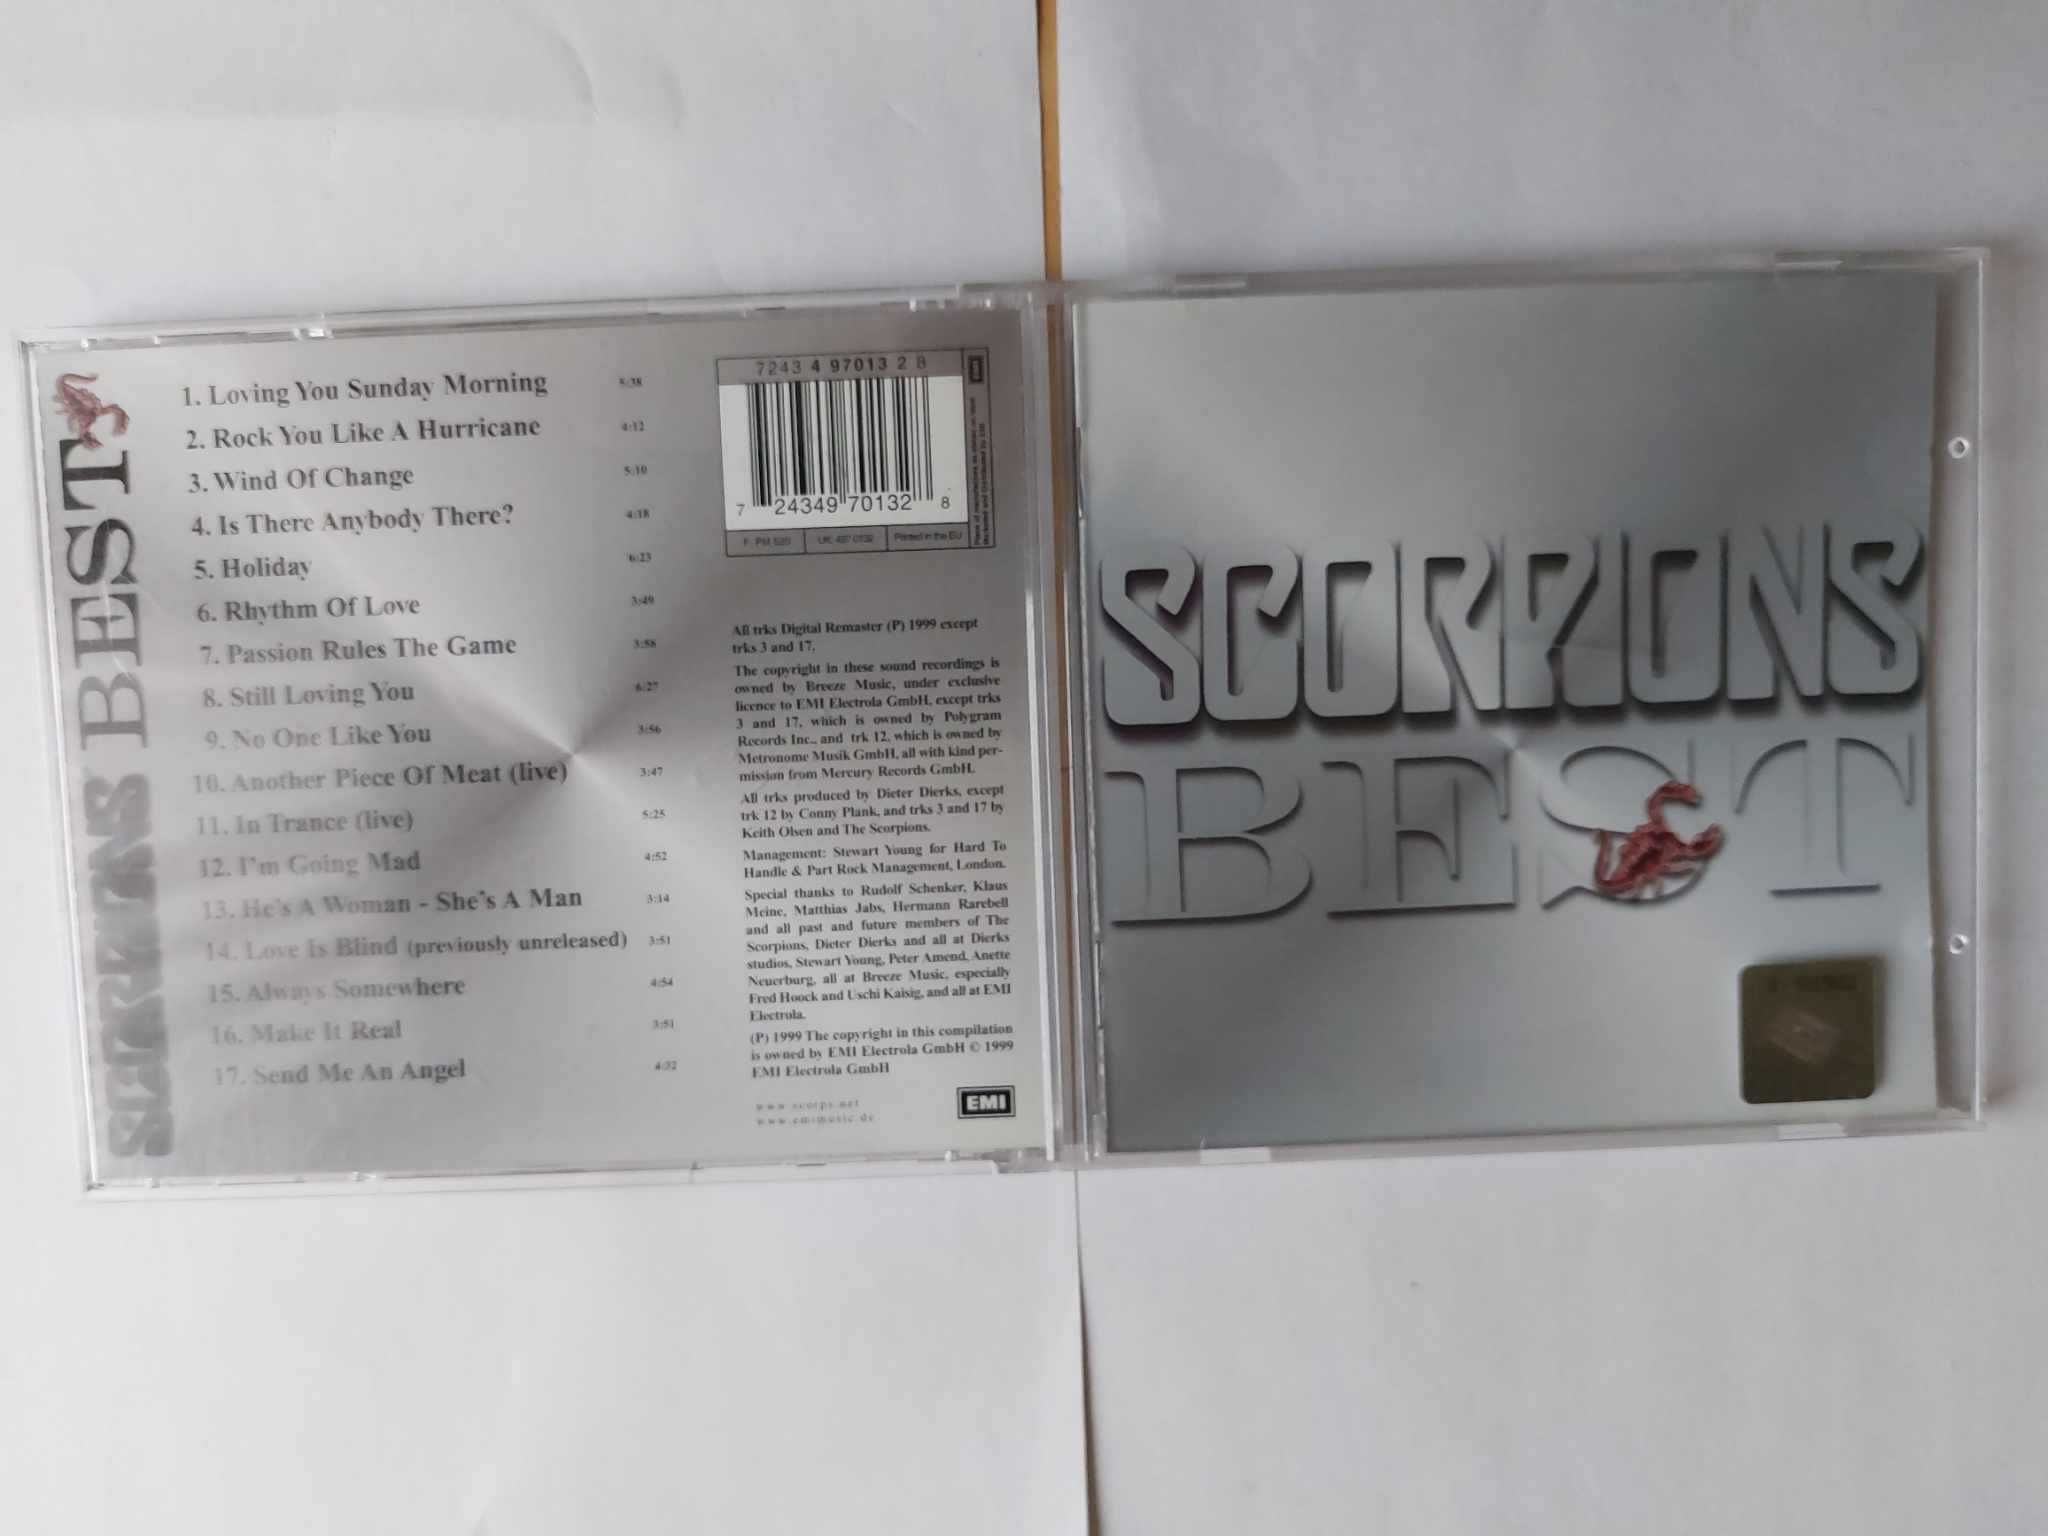 SCORPIONS BEST
1. Loving You Sunday Morning 5:38
2. Rock You Like A Hurricane 4:12
3. Wind Of Change 5:10
4. Is There Anybody There? 4:18
5. Holiday 6:23
6. Rhythm Of Love 3:49
7. Passion Rules The Game 3:58
8. Still Loving You 6:27
9. No One Like You 3:56
10. Another Piece Of Meat (live) 3:47
11. In Trance (live) 5:25
12. I'm Going Mad 4:52
13. He's A Woman - She's A Man 3:14
14. Love Is Blind (previously unreleased) 3:51
15. Always Somewhere 4:54
16. Make It Real 3:51
17. Send Me An Angel 4:32
7243 4 97013 2 8
7 24349 70132 8
Printed in the EU
EMI
All trks Digital Remaster (P) 1999 except
trks 3 and 17.
The copyright in these sound recordings is
owned by Breeze Music, under exclusive
licence to EMI Electrola GmbH, except trks
3 and 17, which is owned by Polygram
Records Inc., and trk 12, which is owned by
Metronome Musik GmbH, all with kind per-
mission from Mercury Records GmbH.
All trks produced by Dieter Dierks, except
trk 12 by Conny Plank, and trks 3 and 17 by
Keith Olsen and The Scorpions.
Management: Stewart Young for Hard To
Handle & Part Rock Management, London.
Special thanks to Rudolf Schenker, Klaus
Meine, Matthias Jabs, Hermann Rarebell
and all past and future members of The
Scorpions, Dieter Dierks and all at Dierks
studios, Stewart Young, Peter Amend, Anette
Neuerburg, all at Breeze Music, especially
Fred Hoock and Uschi Kaisig, and all at EMI
Electrola.
(P) 1999 The copyright in this compilation
is owned by EMI Electrola GmbH © 1999
EMI Electrola GmbH
www.scorps.net
www.emimusic.de
EMI
SCORPIONS
BEST